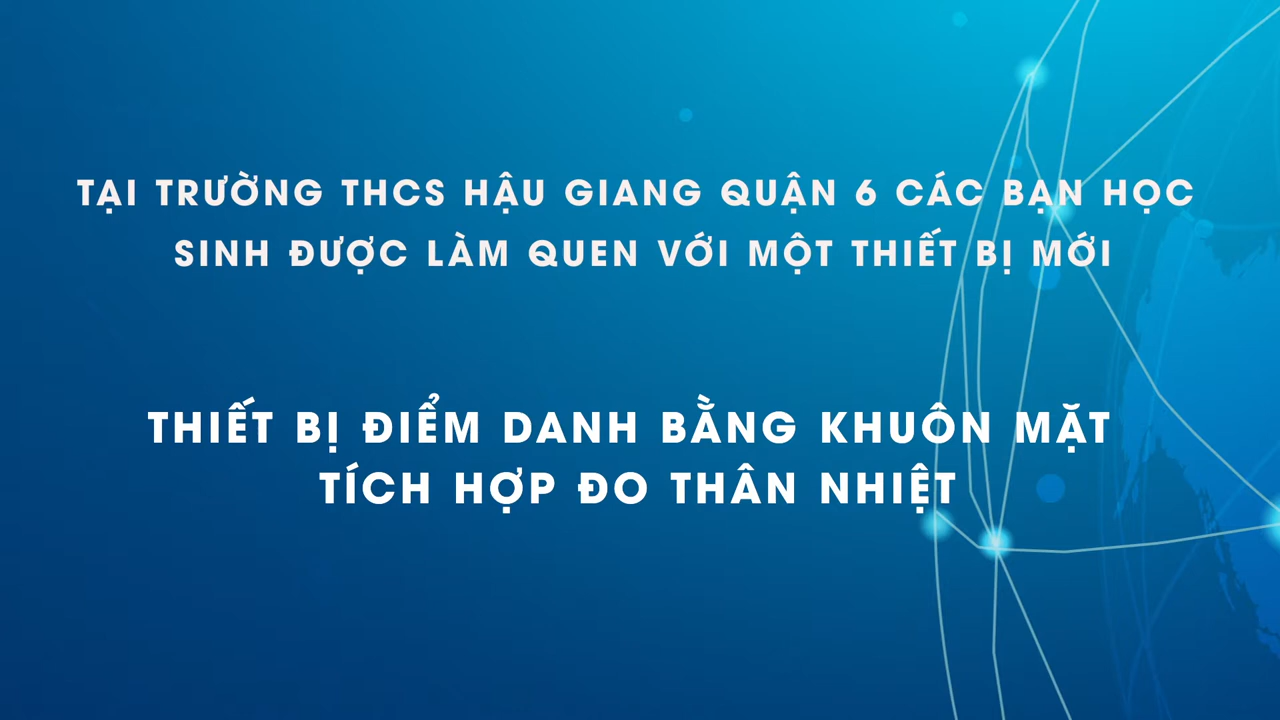 TẠI TRƯỜNG THCS HẬU GIANG QUẬN 6 CÁC BẠN HỌC
SINH ĐƯỢC LÀM QUEN VỚI MỘT THIẾT BỊ MỚI
THIẾT BỊ ĐIỂM DANH BẰNG KHUÔN MẶT
TÍCH HỢP ĐO THÂN NHIỆT